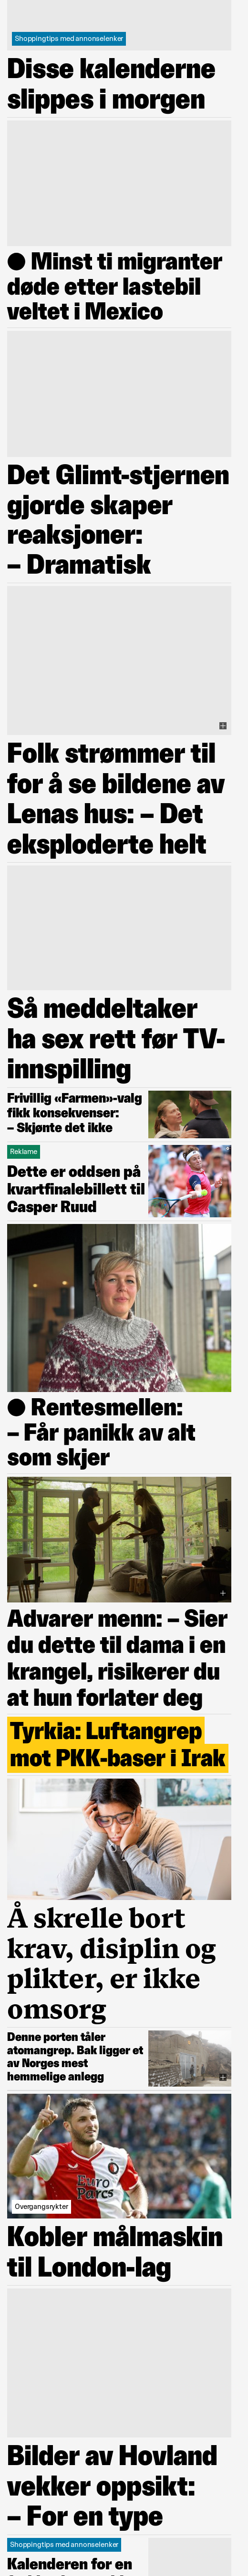 Shoppingtips med annonselenker
Disse kalenderne
slippes i morgen
● Minst ti migranter
døde etter lastebil
veltet i Mexico
Det Glimt-stjernen
gjorde skaper
reaksjoner:
– Dramatisk
Folk strømmer til
for å se bildene av
Lenas hus: – Det
eksploderte helt
Så meddeltaker
ha sex rett før TV-
innspilling
Frivillig «Farmen»-valg
fikk konsekvenser:
– Skjønte det ikke
Reklame
Dette er oddsen på
kvartfinalebillett til
Casper Ruud
● Rentesmellen:
– Får panikk av alt
som skjer
Advarer menn: – Sier
du dette til dama i en
krangel, risikerer du
at hun forlater deg
Tyrkia: Luftangrep
mot PKK-baser i Irak
Å skrelle bort
krav, disiplin og
plikter, er ikke
omsorg
Denne porten tåler
atomangrep. Bak ligger et
av Norges mest
hemmelige anlegg
Euro
Parcs
Overgangsrykter
Kobler målmaskin
til London-lag
Bilder av Hovland
vekker oppsikt:
– For en type
Shoppingtips med annonselenker
Kalenderen for en